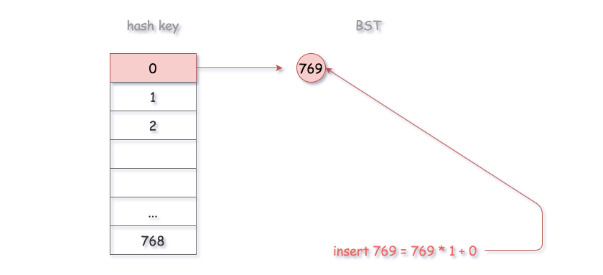 hash key
BST
0
769
1
2
...
768
insert 769 = 769 * 1 + 0